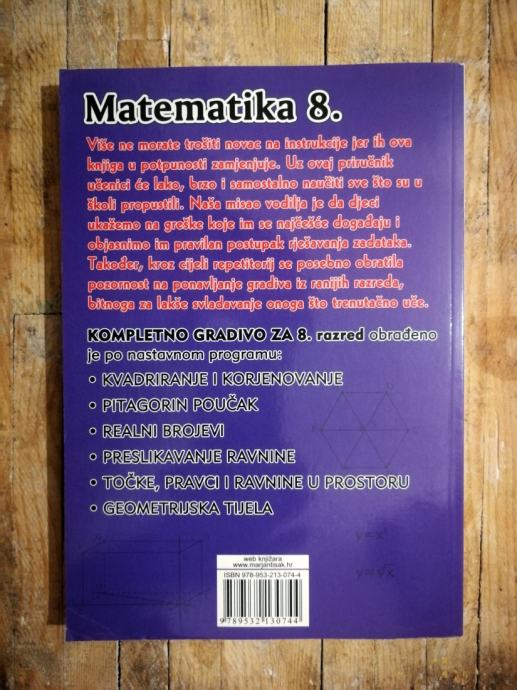 Matematika 8.
Više ne morate trošiti novac na instrukcije jer ih ova
knjiga u potpunosti zamjenjuje. Uz ovaj priručnik
učenici će lako, brzo i samostalno naučiti sve što su u
školi propustili. Naša misao vodilja je da djeci
ukažemo na greške koje im se najčešće događaju i
objasnimo im pravilan postupak rješavanja zadataka.
Također, kroz cijeli repetitorij se posebno obratila
pozornost na ponavljanje gradiva iz ranijih razreda,
bitnoga za lakše svladavanje onoga što trenutačno uče.
KOMPLETNO GRADIVO ZA 8. razred obrađeno
je po nastavnom programu:
• KVADRIRANJE I KORJENOVANJE
• PITAGORIN POUČAK
• REALNI BROJEVI
• PRESLIKAVANJE RAVNINE
• TOČKE, PRAVCI I RAVNINE U PROSTORU
• GEOMETRIJSKA TIJELA
web knjižara
www.marjantisak.hr
ISBN 978-953-213-074-4
9789532130744
y=x²
y=√x